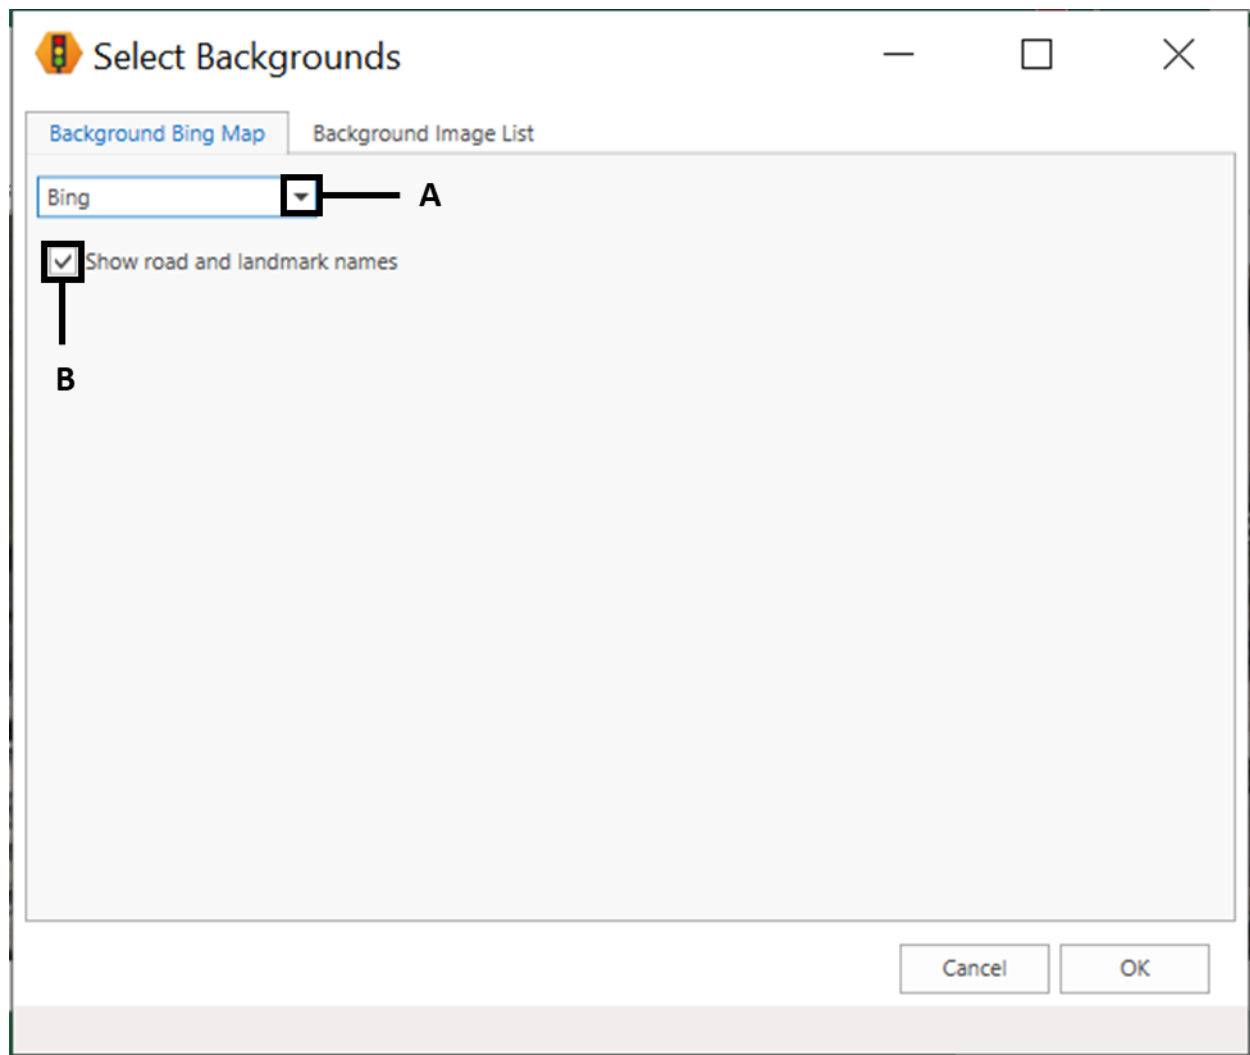 Select Backgrounds
Background Bing Map Background Image List
Bing A
Show road and landmark names
B
Cancel OK